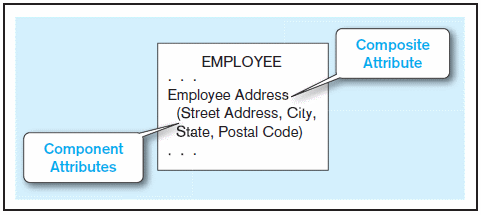 EMPLOYEE
. . .
Employee Address
(Street Address, City,
State, Postal Code)
. . .
Composite
Attribute
Component
Attributes